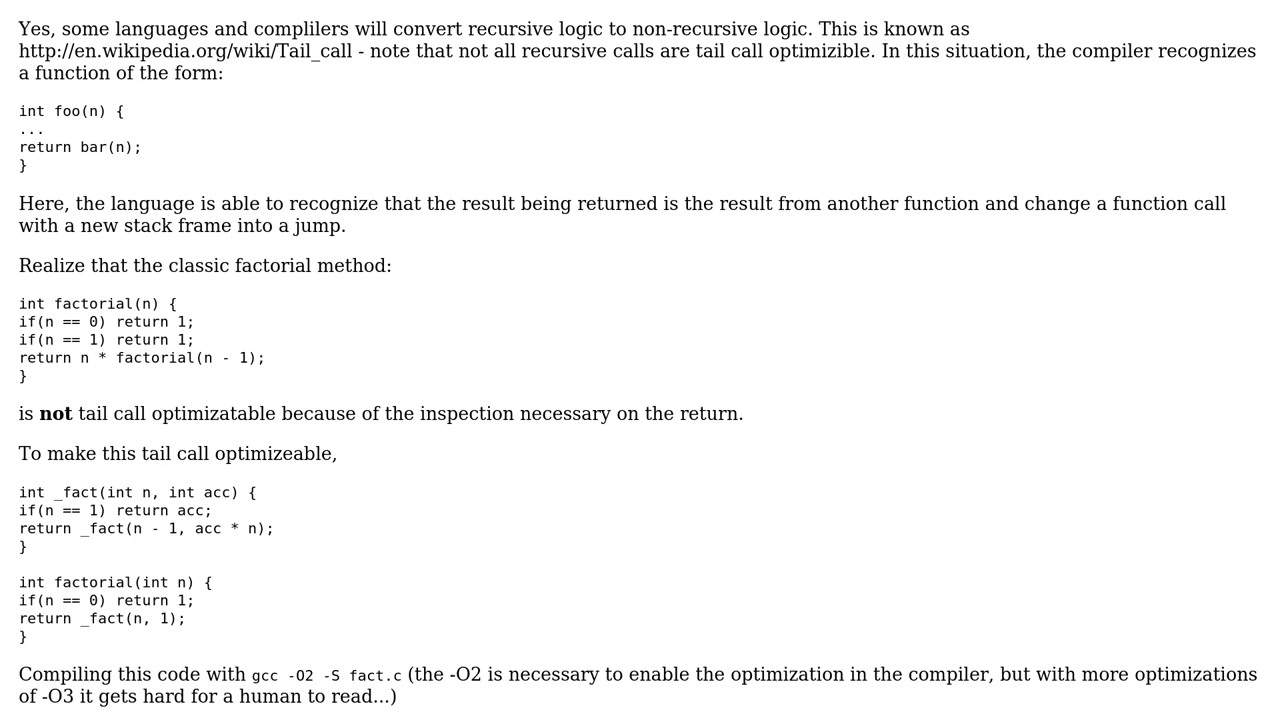 Yes, some languages and complilers will convert recursive logic to non-recursive logic. This is known as
http://en.wikipedia.org/wiki/Tail_call - note that not all recursive calls are tail call optimizible. In this situation, the compiler recognizes
a function of the form:
int foo(n) {
...
return bar(n);
}
Here, the language is able to recognize that the result being returned is the result from another function and change a function call
with a new stack frame into a jump.
Realize that the classic factorial method:
int factorial(n) {
if(n == 0) return 1;
if(n == 1) return 1;
return n * factorial(n - 1);
}
is not tail call optimizatable because of the inspection necessary on the return.
To make this tail call optimizeable,
int _fact(int n, int acc) {
if(n == 1) return acc;
return _fact(n - 1, acc * n);
}
int factorial(int n) {
if(n == 0) return 1;
return _fact(n, 1);
}
Compiling this code with gcc -O2 -S fact.c (the -O2 is necessary to enable the optimization in the compiler, but with more optimizations
of -O3 it gets hard for a human to read...)